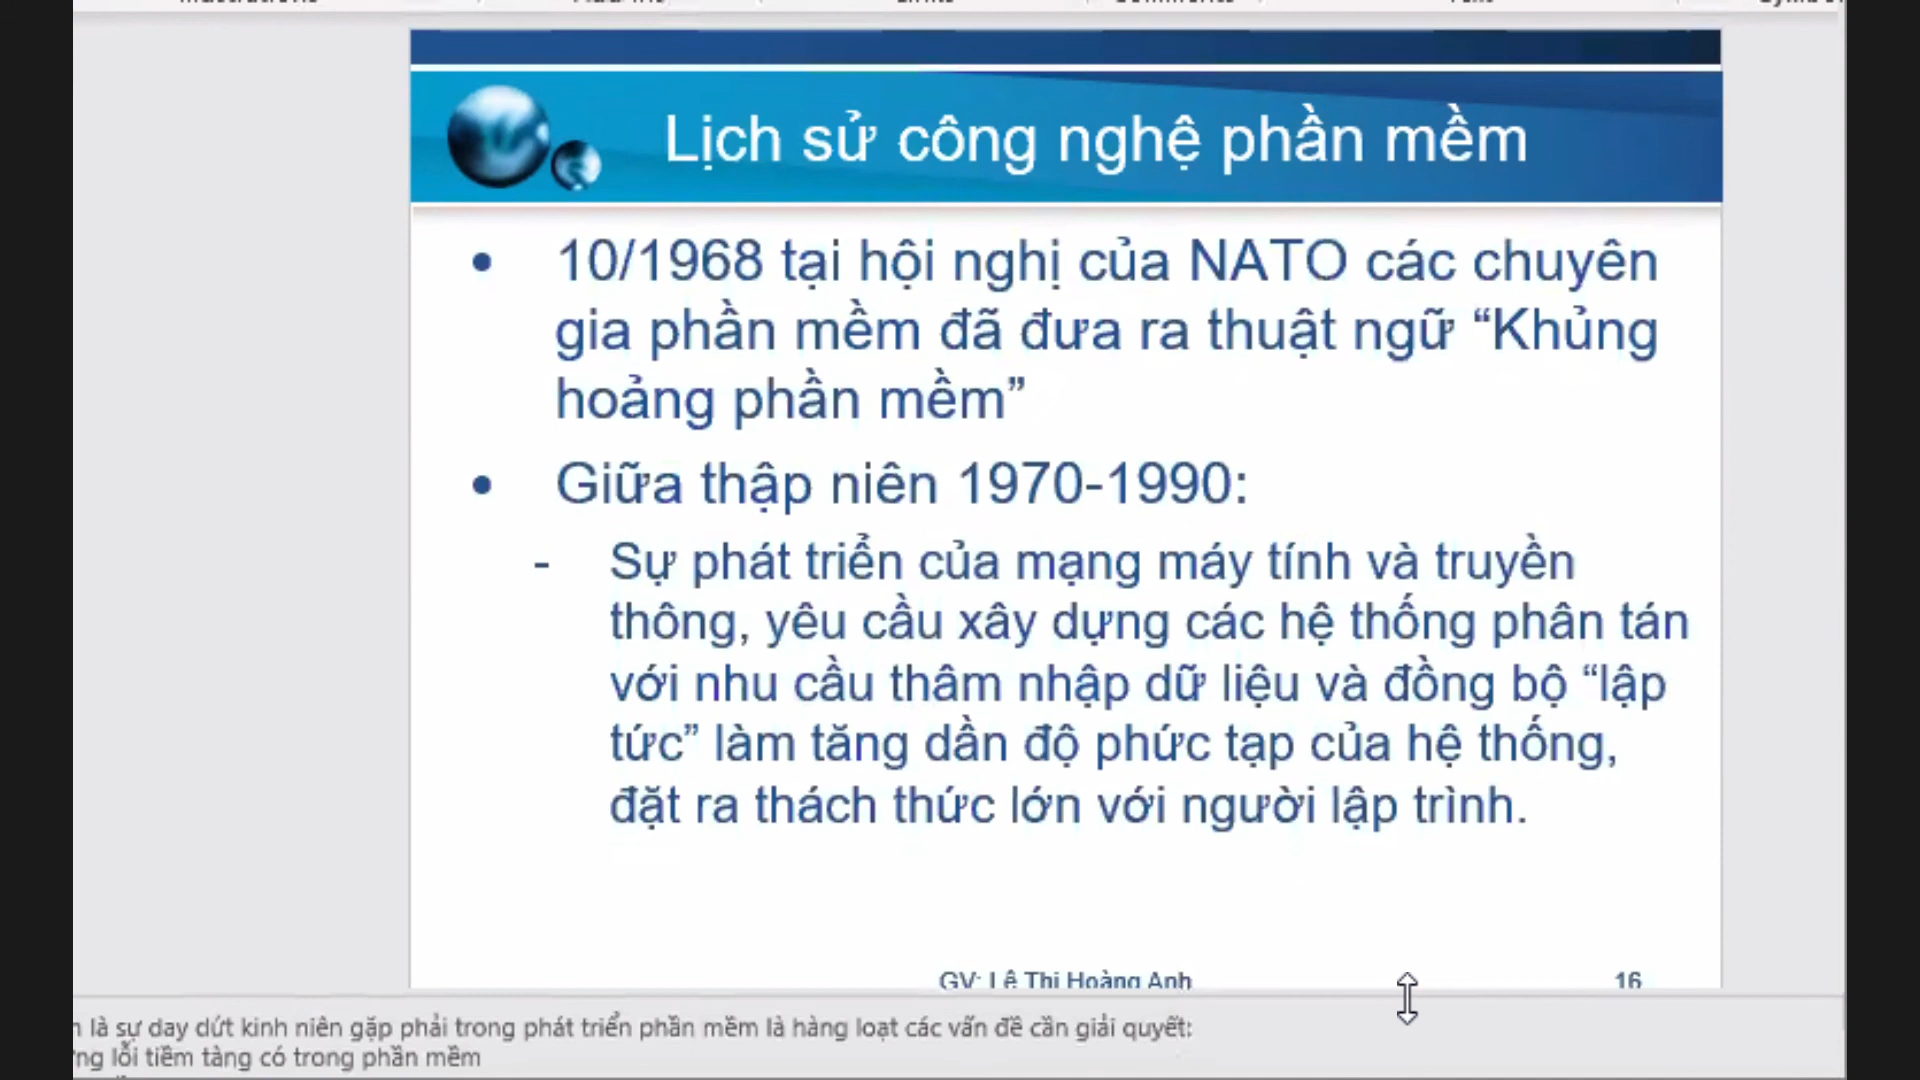 Lịch sử công nghệ phần mềm
• 10/1968 tại hội nghị của NATO các chuyên
gia phần mềm đã đưa ra thuật ngữ “Khủng
hoảng phần mềm”
• Giữa thập niên 1970-1990:
- Sự phát triển của mạng máy tính và truyền
thông, yêu cầu xây dựng các hệ thống phân tán
với nhu cầu thâm nhập dữ liệu và đồng bộ “lập
tức” làm tăng dần độ phức tạp của hệ thống,
đặt ra thách thức lớn với người lập trình.
GV: Lê Thị Hoàng Anh 16
là sự day dứt kinh niên gặp phải trong phát triển phần mềm là hàng loạt các vấn đề cần giải quyết:
lỗi tiềm tàng có trong phần mềm